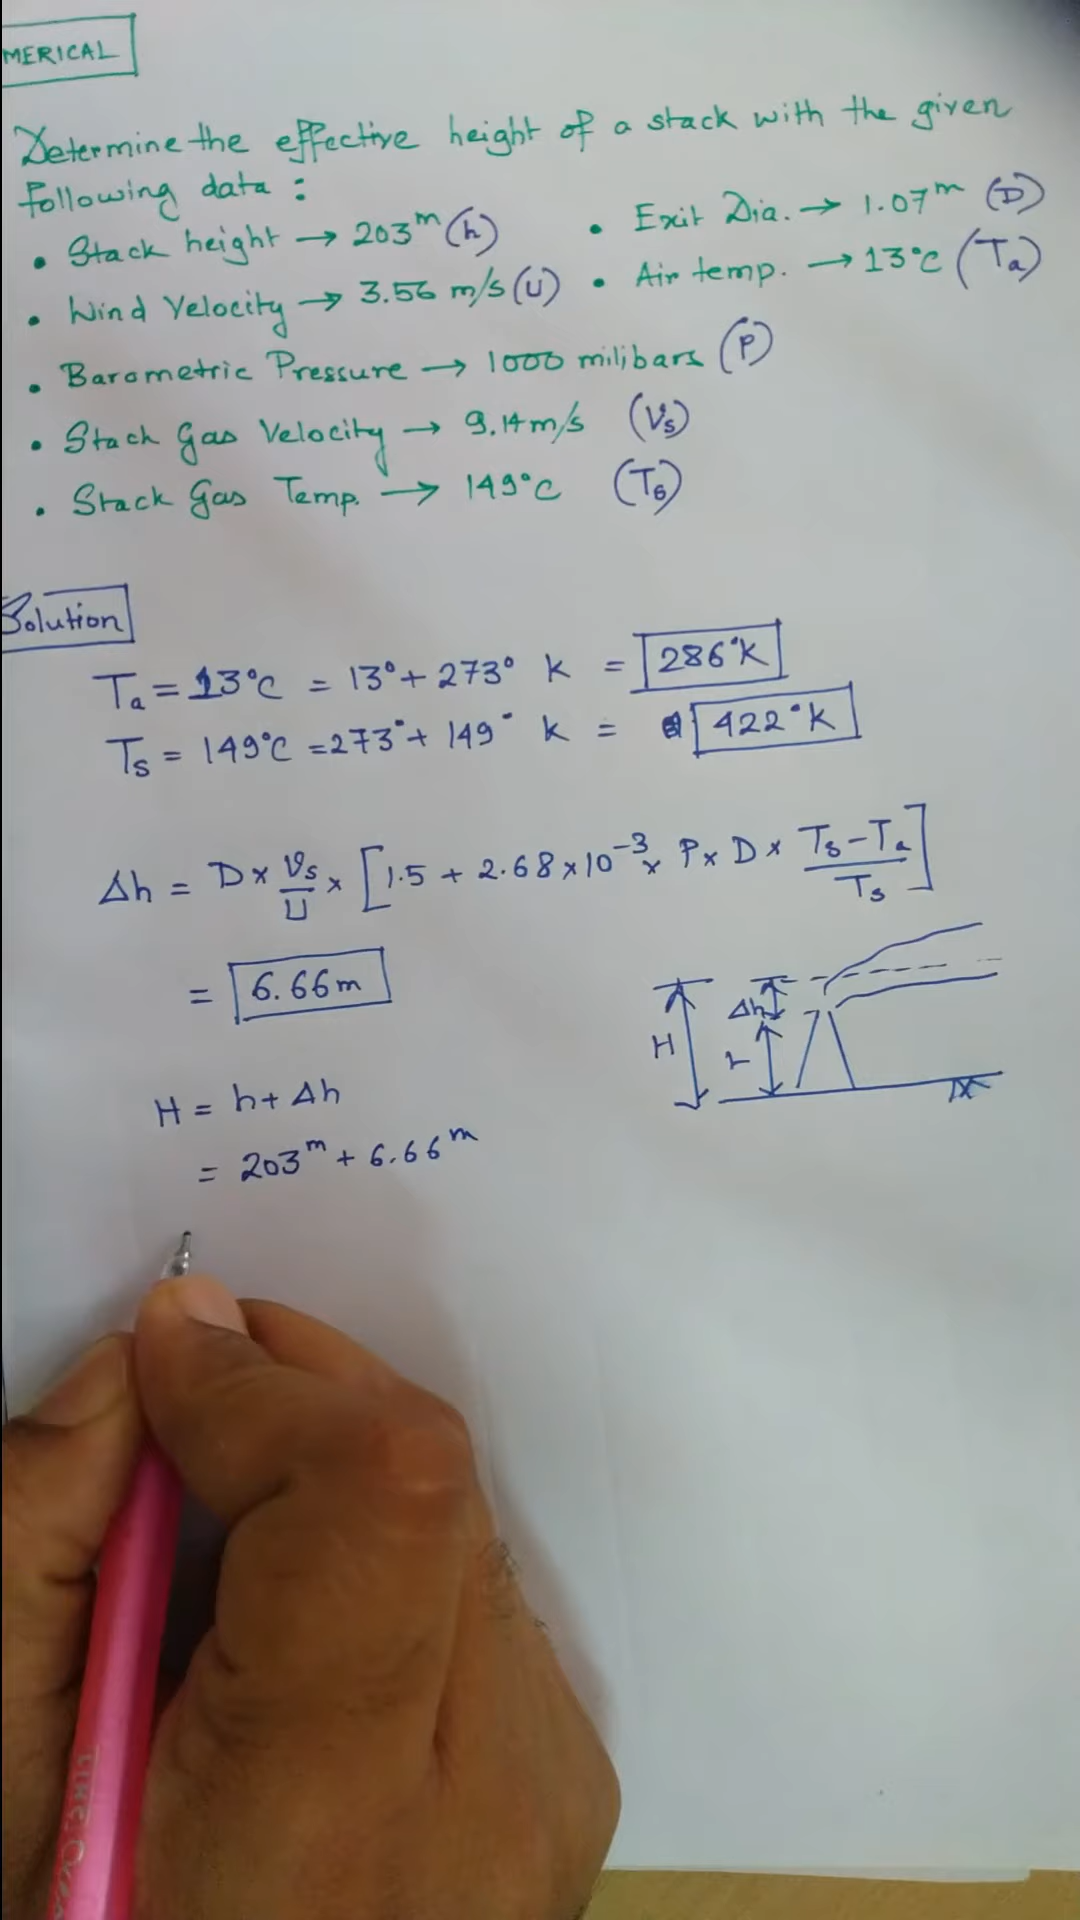 MERICAL
Determine the effective height of a stack with the given
following data :
• Stack height → 203m (h)
• Exit Dia. → 1.07m (D)
• Wind Velocity → 3.56 m/s (U)
• Air temp. → 13°C (Ta)
• Barometric Pressure → 1000 milibars (P)
• Stack Gas Velocity → 9.14m/s (Vs)
• Stack Gas Temp. → 149°C (Ts)
Solution
Ta = 13°C = 13° + 273° K = 286°K
Ts = 149°C = 273° + 149° K = 422°K
Δh = D × Vs/U × [1.5 + 2.68 × 10^-3 × P × D × (Ts - Ta)/Ts]
= 6.66m
H
Δh
h
H = h + Δh
= 203m + 6.66m